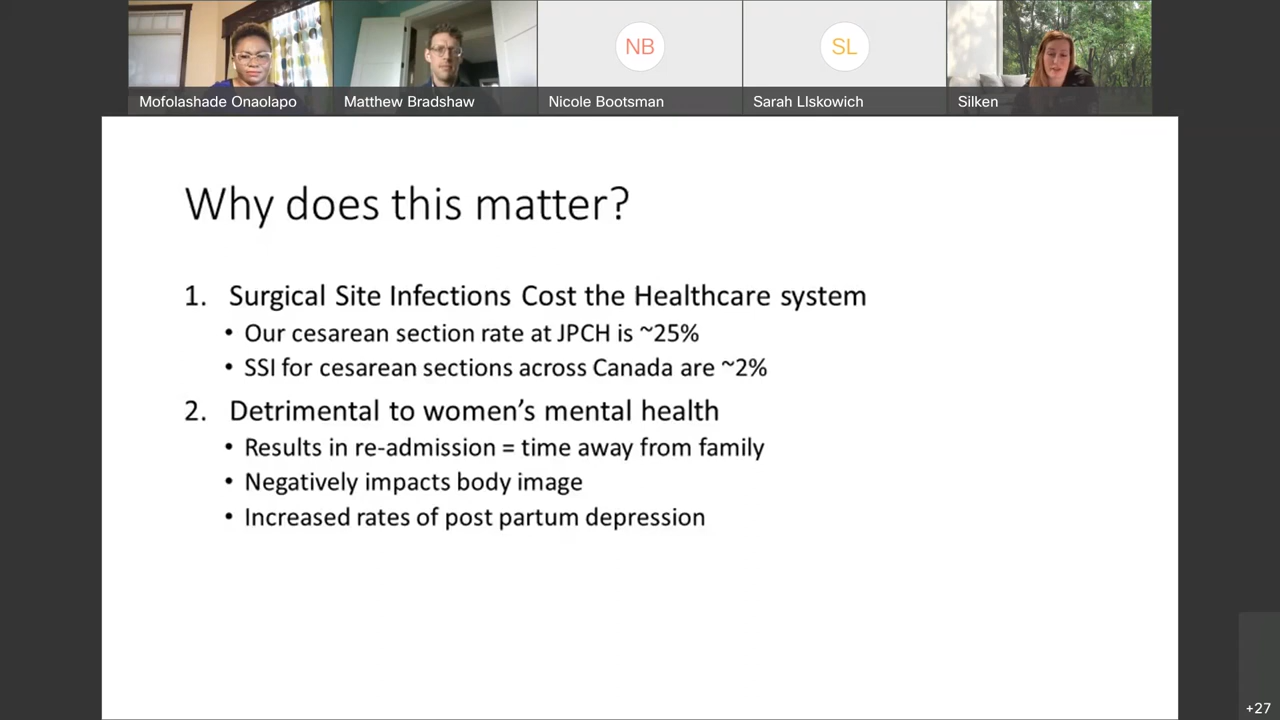 NB
SL
Mofolashade Onaolapo
Matthew Bradshaw
Nicole Bootsman
Sarah LIskowich
Silken
Why does this matter?
1. Surgical Site Infections Cost the Healthcare system
• Our cesarean section rate at JPCH is ~25%
• SSI for cesarean sections across Canada are ~2%
2. Detrimental to women’s mental health
• Results in re-admission = time away from family
• Negatively impacts body image
• Increased rates of post partum depression
+27